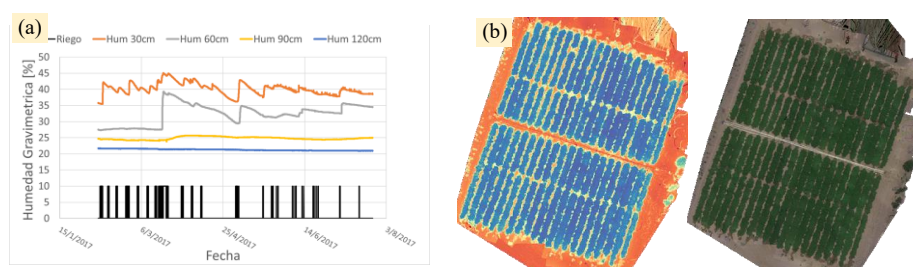 (a)
Riego Hum 30cm Hum 60cm Hum 90cm Hum 120cm
Humedad Gravimetrica [%]
50
45
40
35
30
25
20
15
10
5
0
15/1/2017 6/3/2017 25/4/2017 14/6/2017 3/8/2017
Fecha
(b)